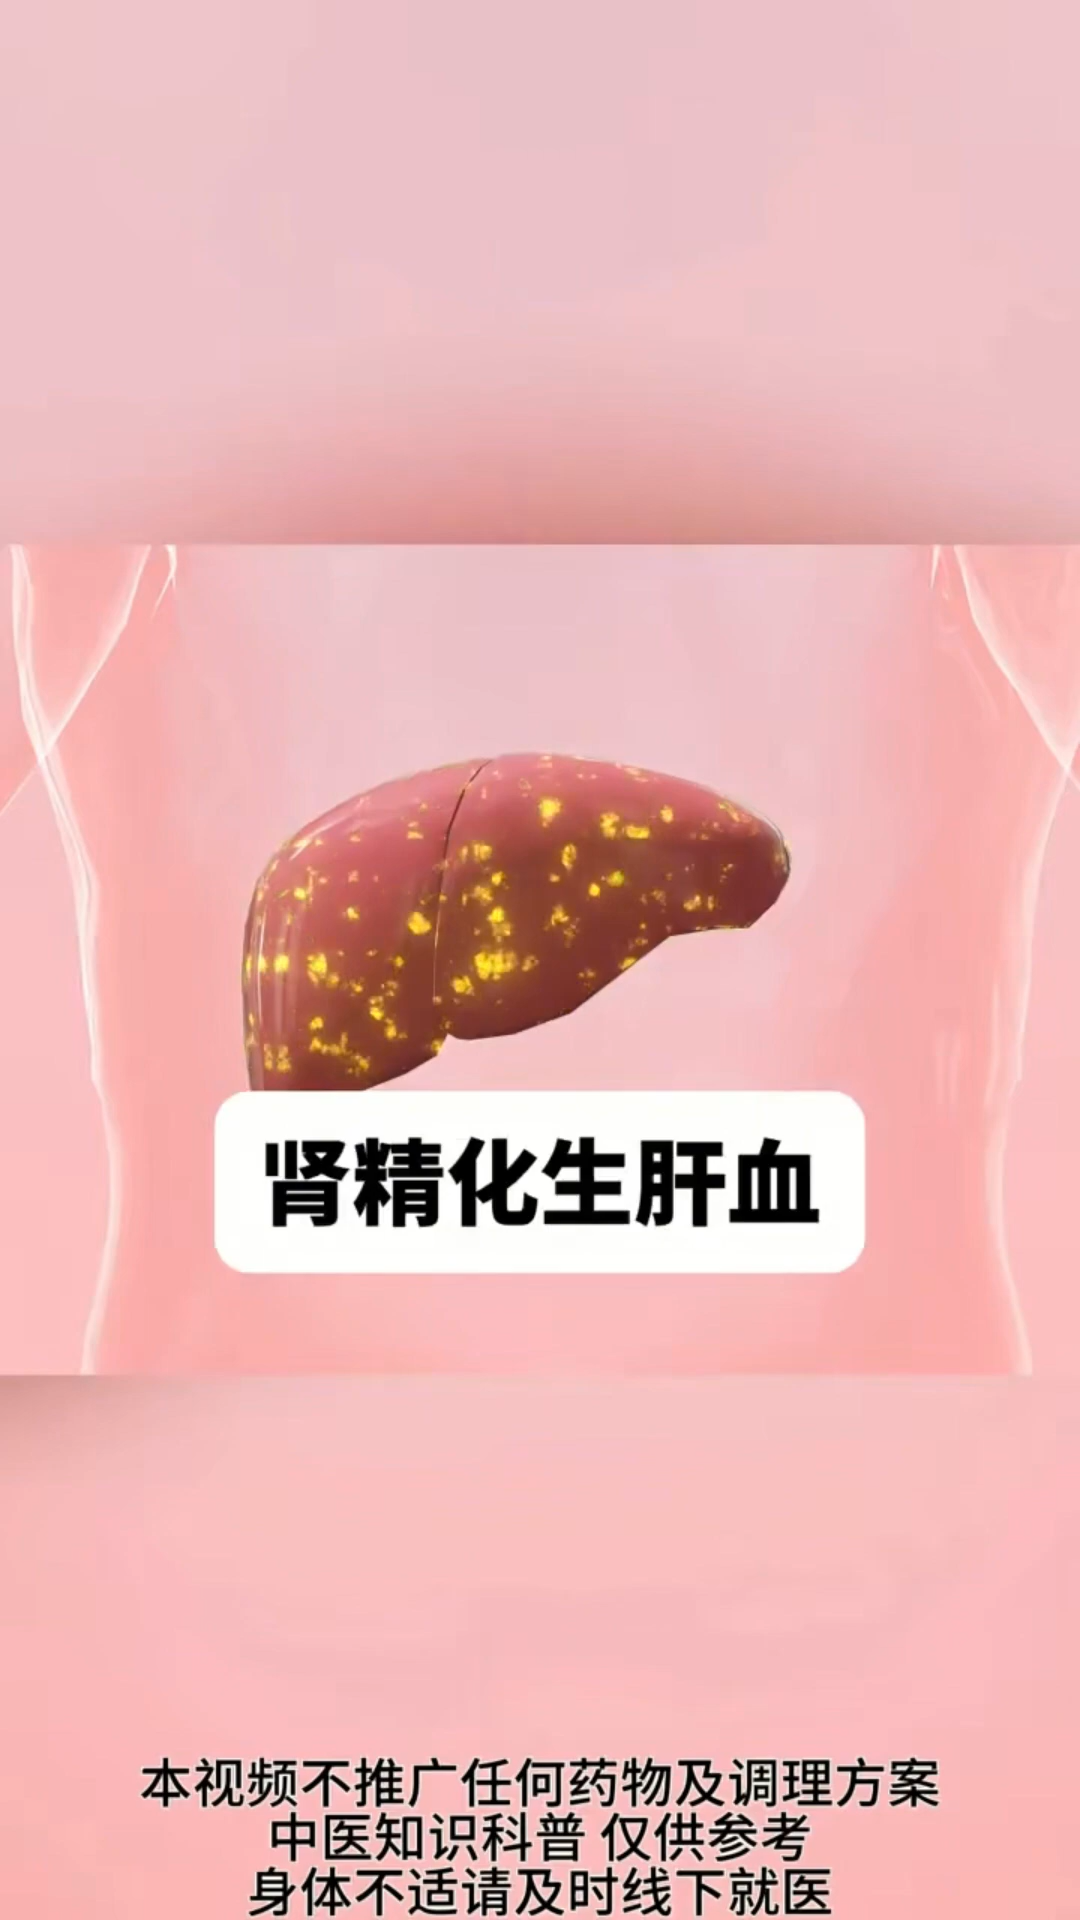 肾精化生肝血
本视频不推广任何药物及调理方案
中医知识科普 仅供参考
身体不适请及时线下就医